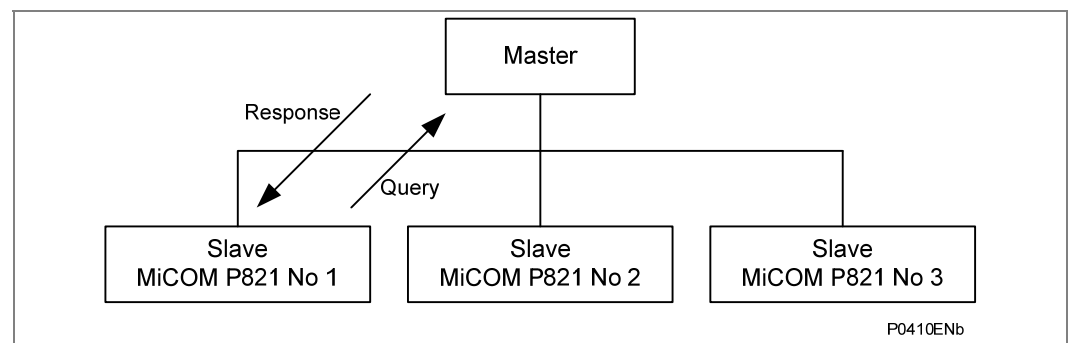 Master
Response
Query
Slave
MiCOM P821 No 1
Slave
MiCOM P821 No 2
Slave
MiCOM P821 No 3
P0410ENb